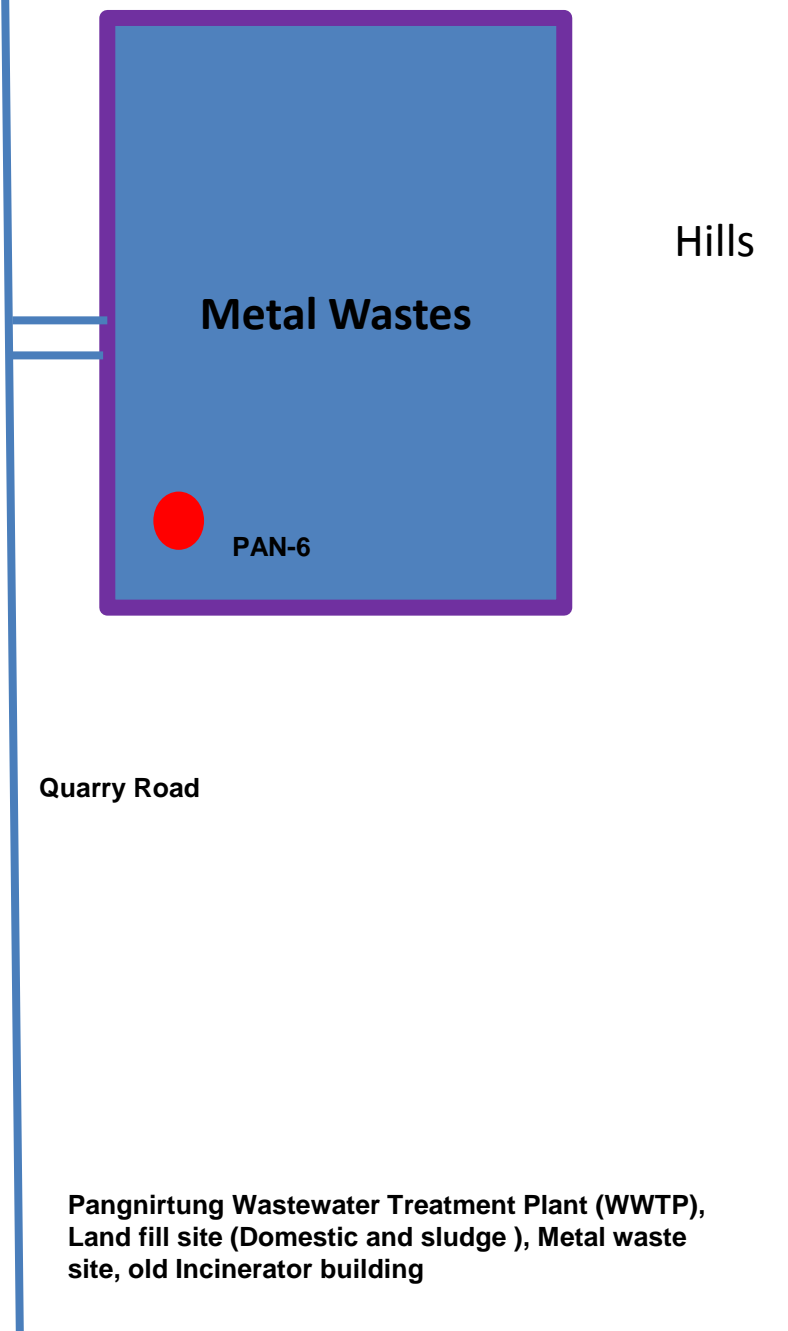 Hills
Metal Wastes
PAN-6
Quarry Road
Pangnirtung Wastewater Treatment Plant (WWTP),
Land fill site (Domestic and sludge ), Metal waste
site, old Incinerator building